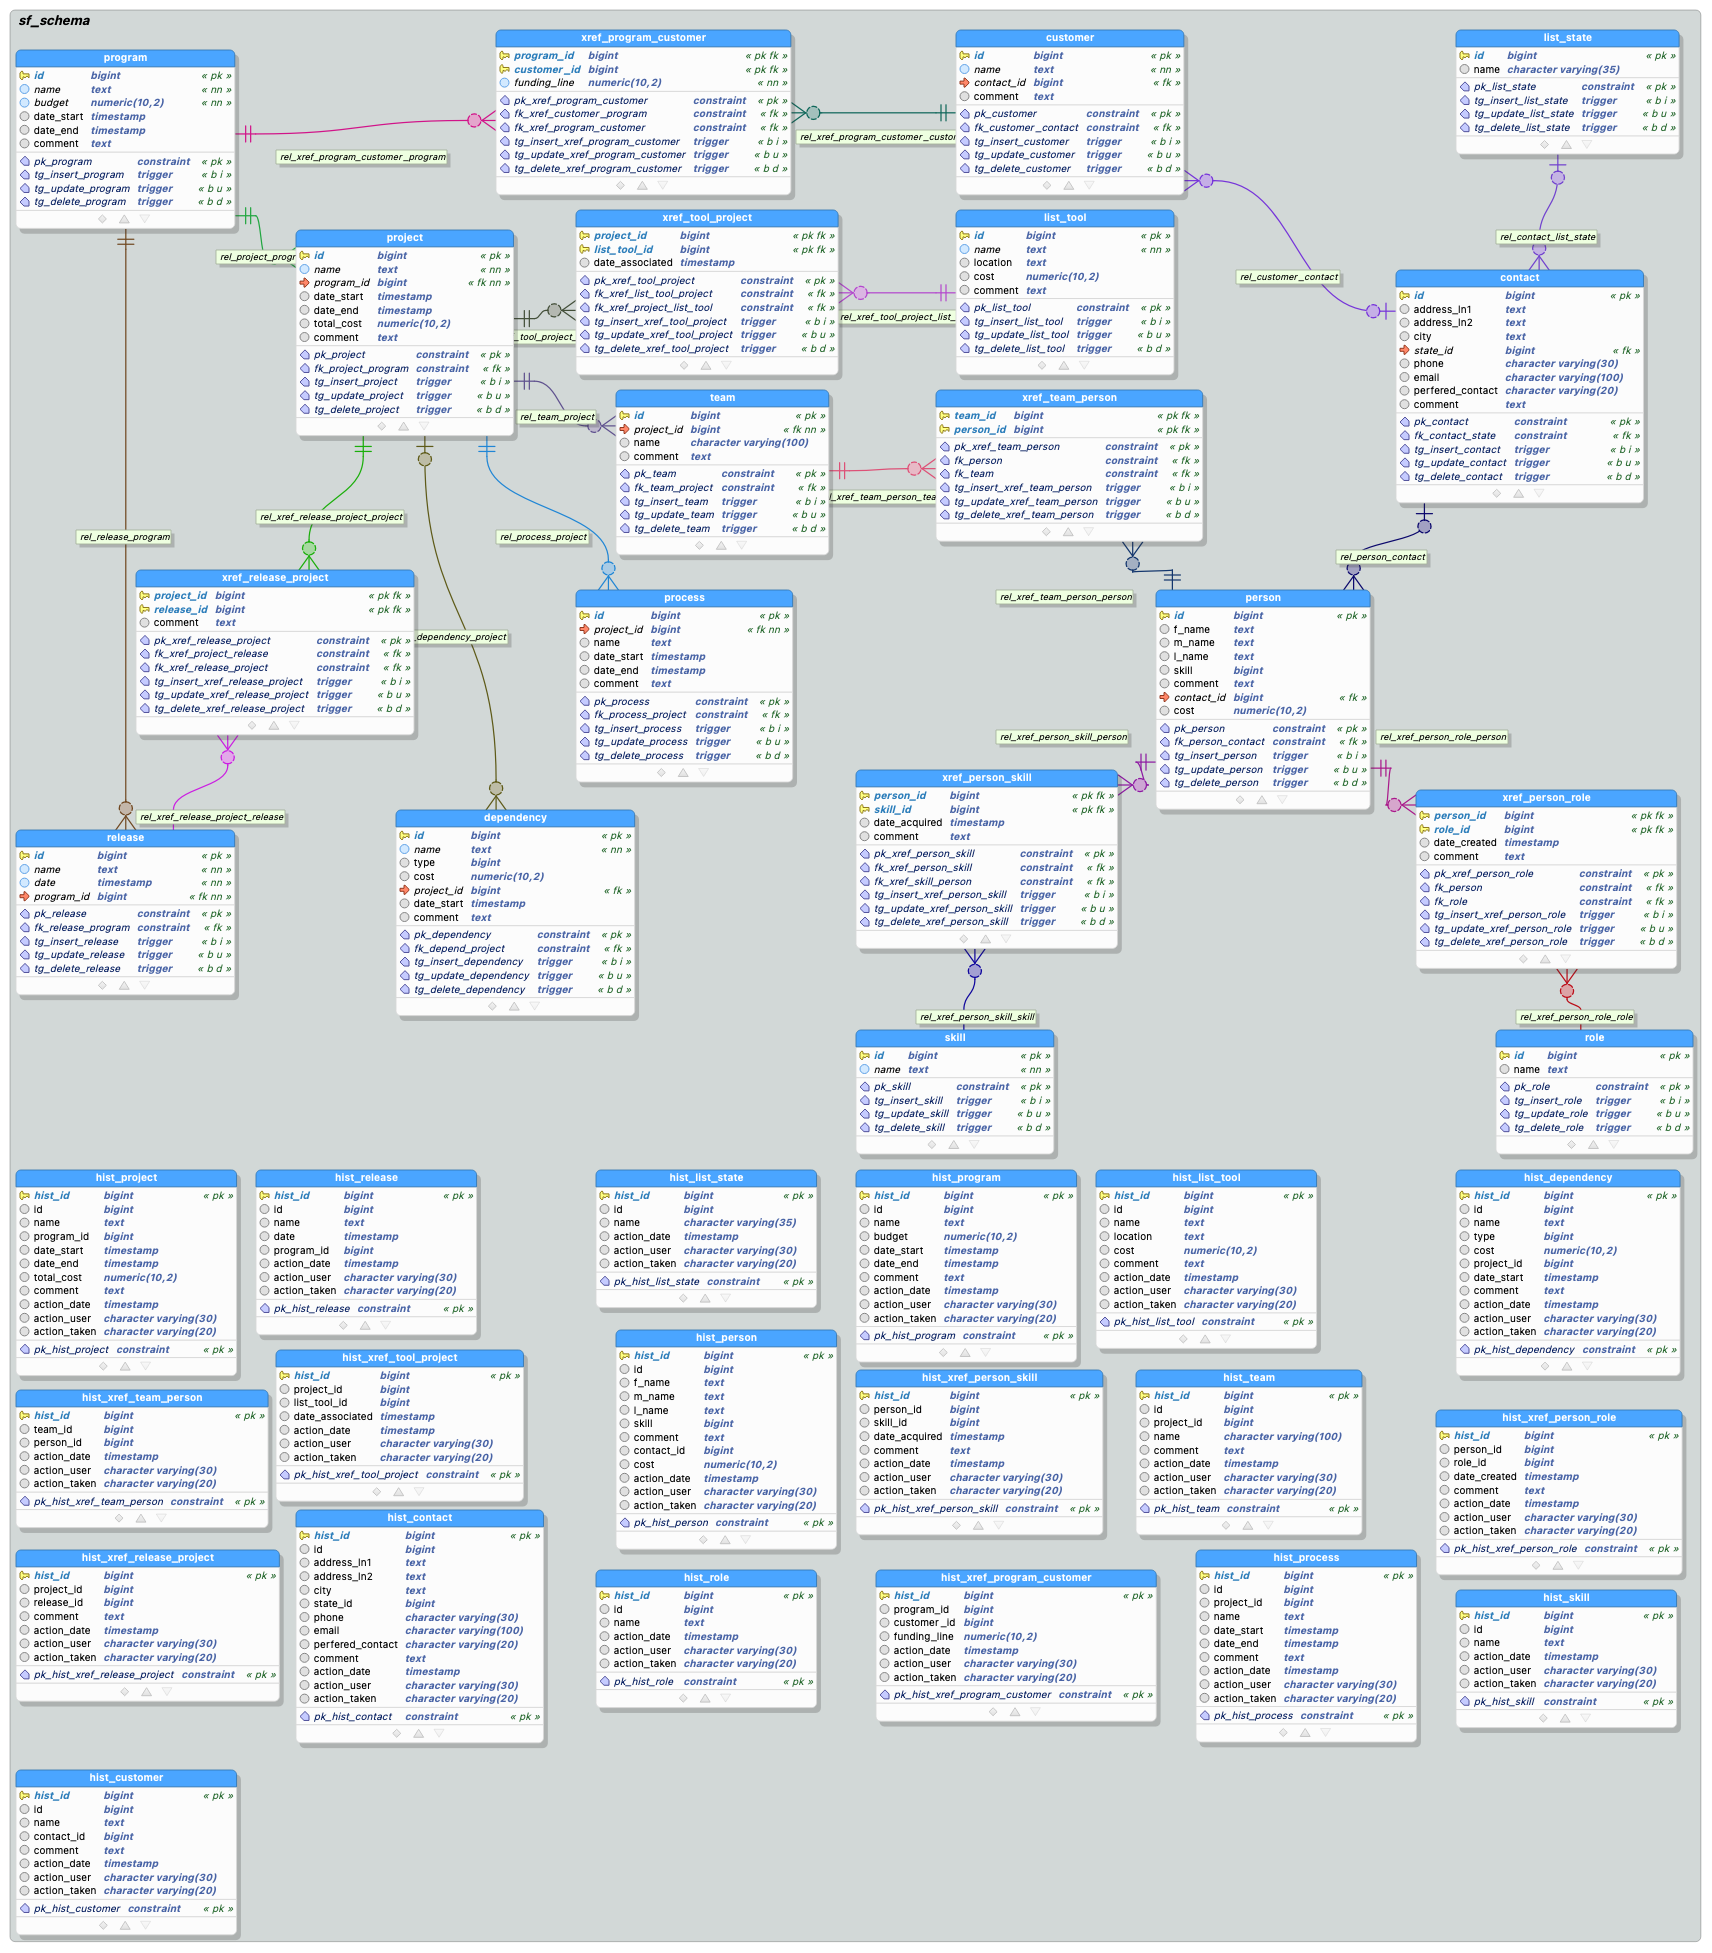 sf_schema
program
id bigint « pk »
name text « nn »
budget numeric(10,2) « nn »
date_start timestamp
date_end timestamp
comment text
pk_program constraint « pk »
tg_insert_program trigger « b i »
tg_update_program trigger « b u »
tg_delete_program trigger « b d »
xref_program_customer
program_id bigint « pk fk »
customer_id bigint « pk fk »
funding_line numeric(10,2)
pk_xref_program_customer constraint « pk »
fk_xref_customer_program constraint « fk »
fk_xref_program_customer constraint « fk »
tg_insert_xref_program_customer trigger « b i »
tg_update_xref_program_customer trigger « b u »
tg_delete_xref_program_customer trigger « b d »
customer
id bigint « pk »
name text « nn »
contact_id bigint « fk »
comment text
pk_customer constraint « pk »
fk_customer_contact constraint « fk »
tg_insert_customer trigger « b i »
tg_update_customer trigger « b u »
tg_delete_customer trigger « b d »
list_state
id bigint « pk »
name character varying(35)
pk_list_state constraint « pk »
tg_insert_list_state trigger « b i »
tg_update_list_state trigger « b u »
tg_delete_list_state trigger « b d »
rel_xref_program_customer_program
rel_xref_program_customer_custo
rel_project_progr
rel_contact_list_state
rel_customer_contact
project
id bigint « pk »
name text « nn »
program_id bigint « fk nn »
date_start timestamp
date_end timestamp
total_cost numeric(10,2)
comment text
pk_project constraint « pk »
fk_project_program constraint « fk »
tg_insert_project trigger « b i »
tg_update_project trigger « b u »
tg_delete_project trigger « b d »
xref_tool_project
project_id bigint « pk fk »
list_tool_id bigint « pk fk »
date_associated timestamp
pk_xref_tool_project constraint « pk »
fk_xref_list_tool_project constraint « fk »
fk_xref_project_list_tool constraint « fk »
tg_insert_xref_tool_project trigger « b i »
tg_update_xref_tool_project trigger « b u »
tg_delete_xref_tool_project trigger « b d »
list_tool
id bigint « pk »
name text « nn »
location text
cost numeric(10,2)
comment text
pk_list_tool constraint « pk »
tg_insert_list_tool trigger « b i »
tg_update_list_tool trigger « b u »
tg_delete_list_tool trigger « b d »
contact
id bigint « pk »
address_ln1 text
address_ln2 text
city text
state_id bigint « fk »
phone character varying(30)
email character varying(100)
perfered_contact character varying(20)
comment text
pk_contact constraint « pk »
fk_contact_state constraint « fk »
tg_insert_contact trigger « b i »
tg_update_contact trigger « b u »
tg_delete_contact trigger « b d »
_tool_project_
rel_xref_tool_project_list_
rel_team_project
team
id bigint « pk »
project_id bigint « fk nn »
name character varying(100)
comment text
pk_team constraint « pk »
fk_team_project constraint « fk »
tg_insert_team trigger « b i »
tg_update_team trigger « b u »
tg_delete_team trigger « b d »
xref_team_person
team_id bigint « pk fk »
person_id bigint « pk fk »
pk_xref_team_person constraint « pk »
fk_person constraint « fk »
fk_team constraint « fk »
tg_insert_xref_team_person trigger « b i »
tg_update_xref_team_person trigger « b u »
tg_delete_xref_team_person trigger « b d »
l_xref_team_person_tea
rel_xref_release_project_project
rel_release_program
rel_process_project
rel_person_contact
rel_xref_team_person_person
xref_release_project
project_id bigint « pk fk »
release_id bigint « pk fk »
comment text
pk_xref_release_project constraint « pk »
fk_xref_project_release constraint « fk »
fk_xref_release_project constraint « fk »
tg_insert_xref_release_project trigger « b i »
tg_update_xref_release_project trigger « b u »
tg_delete_xref_release_project trigger « b d »
_dependency_project
process
id bigint « pk »
project_id bigint « fk nn »
name text
date_start timestamp
date_end timestamp
comment text
pk_process constraint « pk »
fk_process_project constraint « fk »
tg_insert_process trigger « b i »
tg_update_process trigger « b u »
tg_delete_process trigger « b d »
person
id bigint « pk »
f_name text
m_name text
l_name text
skill bigint
comment text
contact_id bigint « fk »
cost numeric(10,2)
pk_person constraint « pk »
fk_person_contact constraint « fk »
tg_insert_person trigger « b i »
tg_update_person trigger « b u »
tg_delete_person trigger « b d »
rel_xref_person_skill_person
rel_xref_person_role_person
rel_xref_release_project_release
release
id bigint « pk »
name text « nn »
date timestamp « nn »
program_id bigint « fk nn »
pk_release constraint « pk »
fk_release_program constraint « fk »
tg_insert_release trigger « b i »
tg_update_release trigger « b u »
tg_delete_release trigger « b d »
dependency
id bigint « pk »
name text « nn »
type bigint
cost numeric(10,2)
project_id bigint « fk »
date_start timestamp
comment text
pk_dependency constraint « pk »
fk_depend_project constraint « fk »
tg_insert_dependency trigger « b i »
tg_update_dependency trigger « b u »
tg_delete_dependency trigger « b d »
xref_person_skill
person_id bigint « pk fk »
skill_id bigint « pk fk »
date_acquired timestamp
comment text
pk_xref_person_skill constraint « pk »
fk_xref_person_skill constraint « fk »
fk_xref_skill_person constraint « fk »
tg_insert_xref_person_skill trigger « b i »
tg_update_xref_person_skill trigger « b u »
tg_delete_xref_person_skill trigger « b d »
xref_person_role
person_id bigint « pk fk »
role_id bigint « pk fk »
date_created timestamp
comment text
pk_xref_person_role constraint « pk »
fk_person constraint « fk »
fk_role constraint « fk »
tg_insert_xref_person_role trigger « b i »
tg_update_xref_person_role trigger « b u »
tg_delete_xref_person_role trigger « b d »
rel_xref_person_skill_skill
rel_xref_person_role_role
skill
id bigint « pk »
name text « nn »
pk_skill constraint « pk »
tg_insert_skill trigger « b i »
tg_update_skill trigger « b u »
tg_delete_skill trigger « b d »
role
id bigint « pk »
name text
pk_role constraint « pk »
tg_insert_role trigger « b i »
tg_update_role trigger « b u »
tg_delete_role trigger « b d »
hist_project
hist_id bigint « pk »
id bigint
name text
program_id bigint
date_start timestamp
date_end timestamp
total_cost numeric(10,2)
comment text
action_date timestamp
action_user character varying(30)
action_taken character varying(20)
pk_hist_project constraint « pk »
hist_release
hist_id bigint « pk »
id bigint
name text
date timestamp
program_id bigint
action_date timestamp
action_user character varying(30)
action_taken character varying(20)
pk_hist_release constraint « pk »
hist_list_state
hist_id bigint « pk »
id bigint
name character varying(35)
action_date timestamp
action_user character varying(30)
action_taken character varying(20)
pk_hist_list_state constraint « pk »
hist_program
hist_id bigint « pk »
id bigint
name text
budget numeric(10,2)
date_start timestamp
date_end timestamp
comment text
action_date timestamp
action_user character varying(30)
action_taken character varying(20)
pk_hist_program constraint « pk »
hist_list_tool
hist_id bigint « pk »
id bigint
name text
location text
cost numeric(10,2)
comment text
action_date timestamp
action_user character varying(30)
action_taken character varying(20)
pk_hist_list_tool constraint « pk »
hist_dependency
hist_id bigint « pk »
id bigint
name text
type bigint
cost numeric(10,2)
project_id bigint
date_start timestamp
comment text
action_date timestamp
action_user character varying(30)
action_taken character varying(20)
pk_hist_dependency constraint « pk »
hist_xref_team_person
hist_id bigint « pk »
team_id bigint
person_id bigint
action_date timestamp
action_user character varying(30)
action_taken character varying(20)
pk_hist_xref_team_person constraint « pk »
hist_xref_tool_project
hist_id bigint « pk »
project_id bigint
list_tool_id bigint
date_associated timestamp
action_date timestamp
action_user character varying(30)
action_taken character varying(20)
pk_hist_xref_tool_project constraint « pk »
hist_person
hist_id bigint « pk »
id bigint
f_name text
m_name text
l_name text
skill bigint
comment text
contact_id bigint
cost numeric(10,2)
action_date timestamp
action_user character varying(30)
action_taken character varying(20)
pk_hist_person constraint « pk »
hist_xref_person_skill
hist_id bigint « pk »
person_id bigint
skill_id bigint
date_acquired timestamp
comment text
action_date timestamp
action_user character varying(30)
action_taken character varying(20)
pk_hist_xref_person_skill constraint « pk »
hist_team
hist_id bigint « pk »
id bigint
project_id bigint
name character varying(100)
comment text
action_date timestamp
action_user character varying(30)
action_taken character varying(20)
pk_hist_team constraint « pk »
hist_xref_person_role
hist_id bigint « pk »
person_id bigint
role_id bigint
date_created timestamp
comment text
action_date timestamp
action_user character varying(30)
action_taken character varying(20)
pk_hist_xref_person_role constraint « pk »
hist_xref_release_project
hist_id bigint « pk »
project_id bigint
release_id bigint
comment text
action_date timestamp
action_user character varying(30)
action_taken character varying(20)
pk_hist_xref_release_project constraint « pk »
hist_contact
hist_id bigint « pk »
id bigint
address_ln1 text
address_ln2 text
city text
state_id bigint
phone character varying(30)
email character varying(100)
perfered_contact character varying(20)
comment text
action_date timestamp
action_user character varying(30)
action_taken character varying(20)
pk_hist_contact constraint « pk »
hist_role
hist_id bigint « pk »
id bigint
name text
action_date timestamp
action_user character varying(30)
action_taken character varying(20)
pk_hist_role constraint « pk »
hist_xref_program_customer
hist_id bigint « pk »
program_id bigint
customer_id bigint
funding_line numeric(10,2)
action_date timestamp
action_user character varying(30)
action_taken character varying(20)
pk_hist_xref_program_customer constraint « pk »
hist_process
hist_id bigint « pk »
id bigint
project_id bigint
name text
date_start timestamp
date_end timestamp
comment text
action_date timestamp
action_user character varying(30)
action_taken character varying(20)
pk_hist_process constraint « pk »
hist_skill
hist_id bigint « pk »
id bigint
name text
action_date timestamp
action_user character varying(30)
action_taken character varying(20)
pk_hist_skill constraint « pk »
hist_customer
hist_id bigint « pk »
id bigint
name text
contact_id bigint
comment text
action_date timestamp
action_user character varying(30)
action_taken character varying(20)
pk_hist_customer constraint « pk »